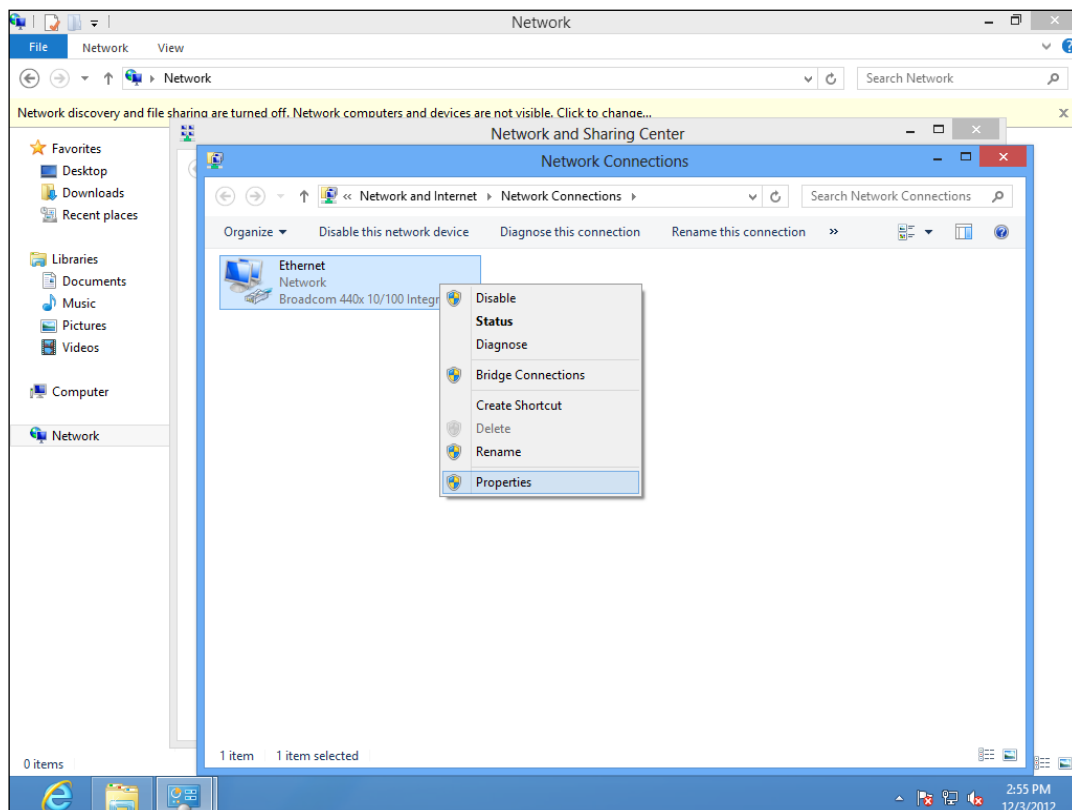 Network
File Network View
Network
Search Network
Network discovery and file sharing are turned off. Network computers and devices are not visible. Click to change...
Favorites
Desktop
Downloads
Recent places
Libraries
Documents
Music
Pictures
Videos
Computer
Network
0 items
Network and Sharing Center
Network Connections
« Network and Internet Network Connections
Search Network Connections
Organize Disable this network device Diagnose this connection Rename this connection »
Ethernet
Network
Broadcom 440x 10/100 Integr
Disable
Status
Diagnose
Bridge Connections
Create Shortcut
Delete
Rename
Properties
1 item 1 item selected
2:55 PM
12/3/2012